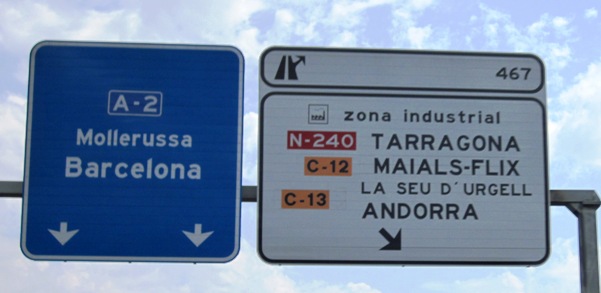 A-2
Mollerussa
Barcelona
467
zona industrial
N-240 TARRAGONA
C-12 MAIALS-FLIX
LA SEU D'URGELL
C-13 ANDORRA